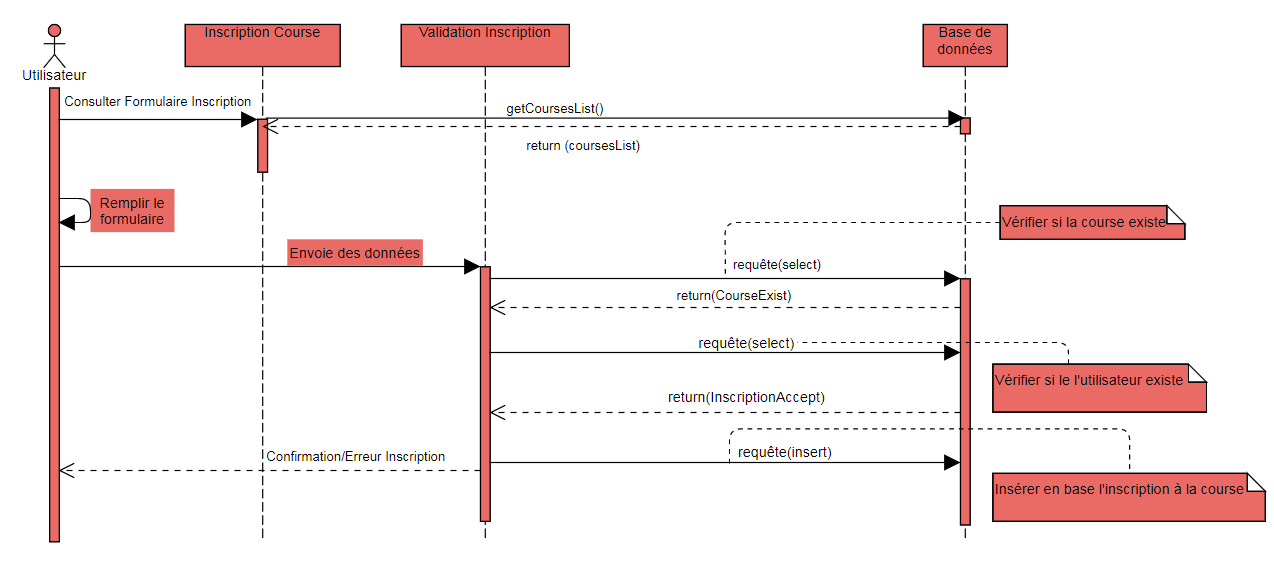 Inscription Course
Validation Inscription
Base de
données
Utilisateur
Consulter Formulaire Inscription
getCoursesList()
return (coursesList)
Remplir le
formulaire
Vérifier si la course existe
Envoie des données
requête(select)
return(CourseExist)
requête(select)
Vérifier si le l'utilisateur existe
return(InscriptionAccept)
Confirmation/Erreur Inscription
requête(insert)
Insérer en base l'inscription à la course